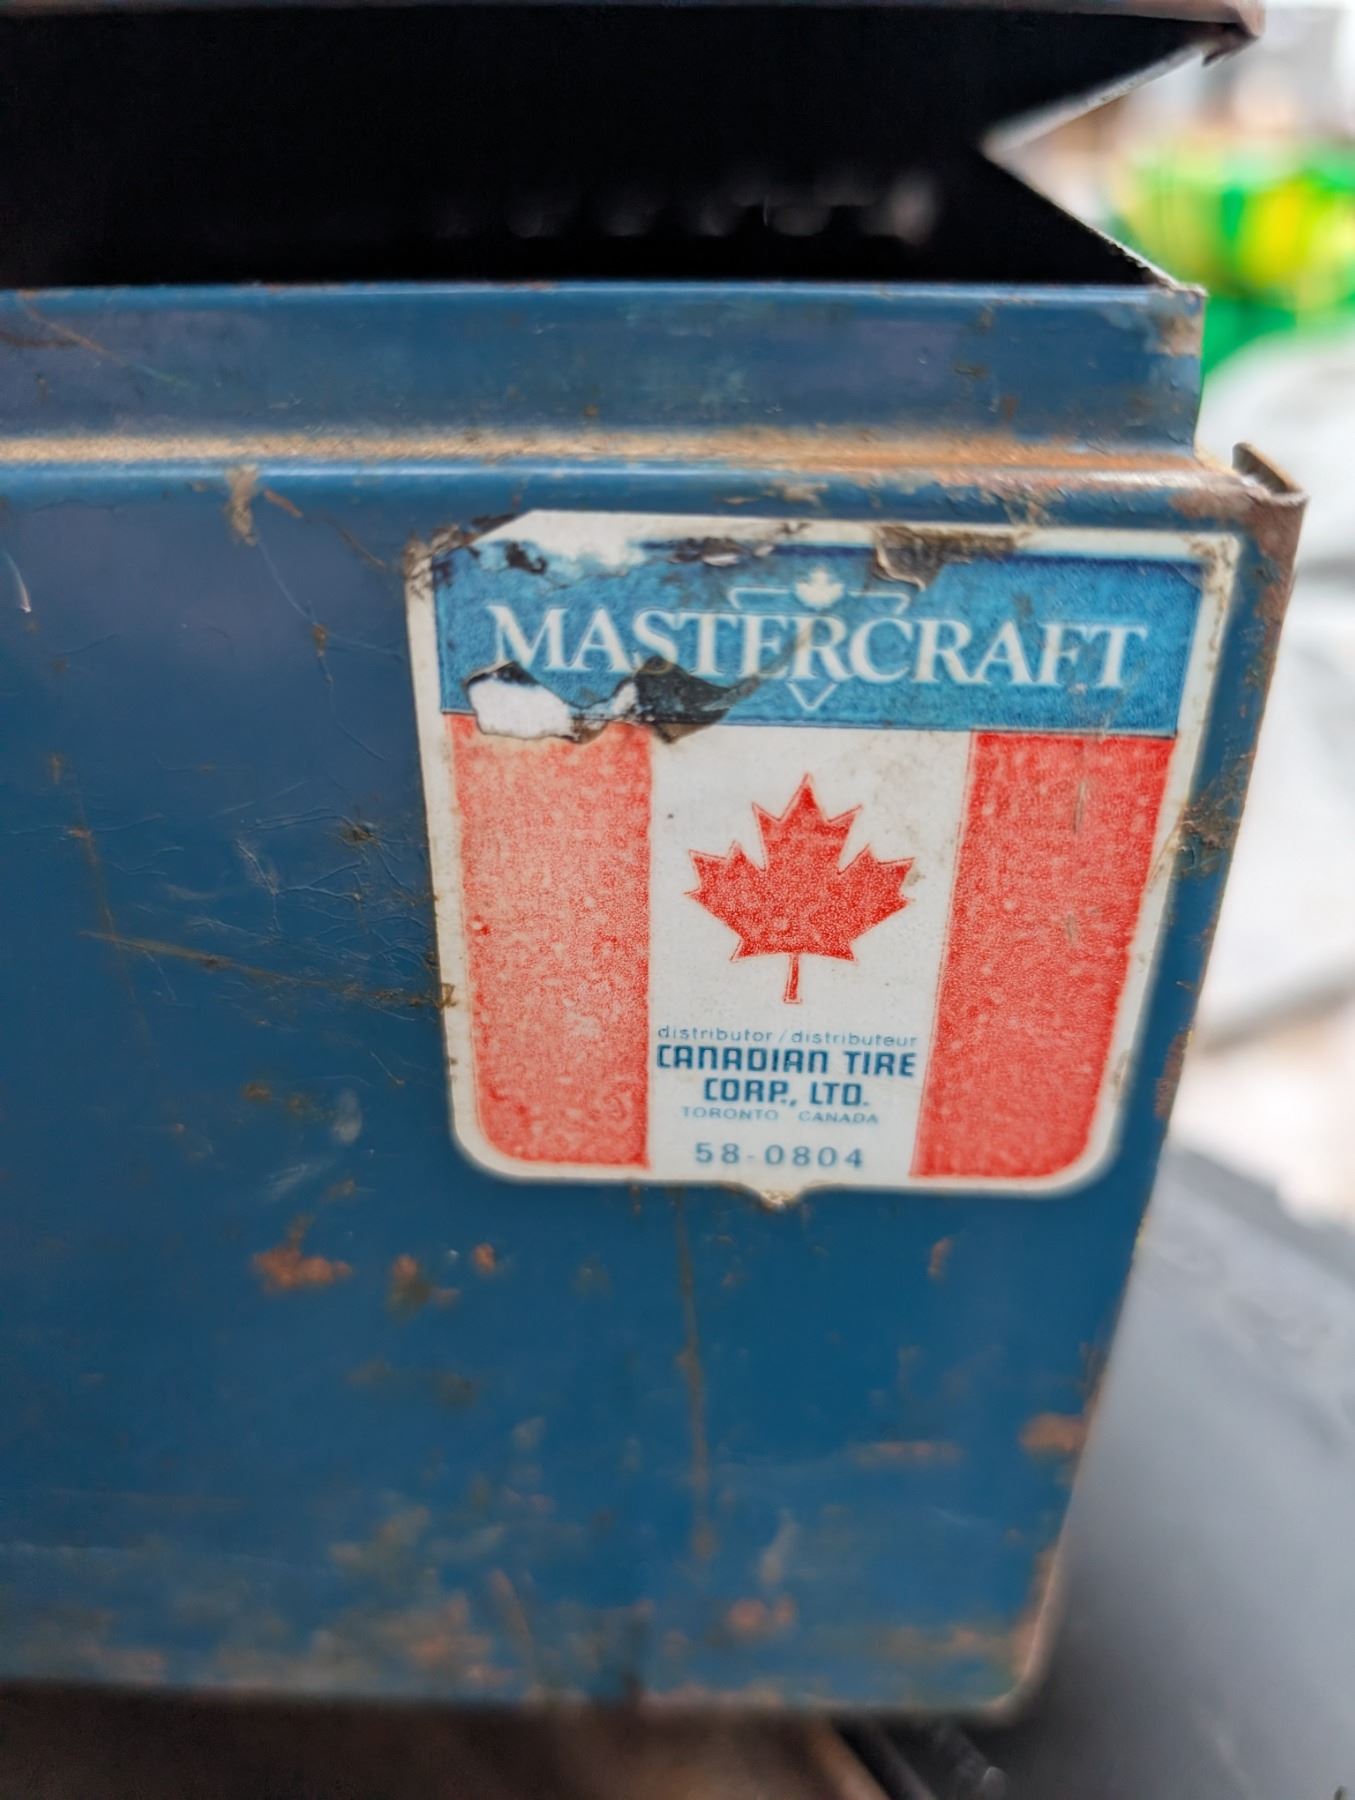 MASTERCRAFT
distributor / distributeur
CANADIAN TIRE
CORP., LTD.
TORONTO CANADA
58-0804